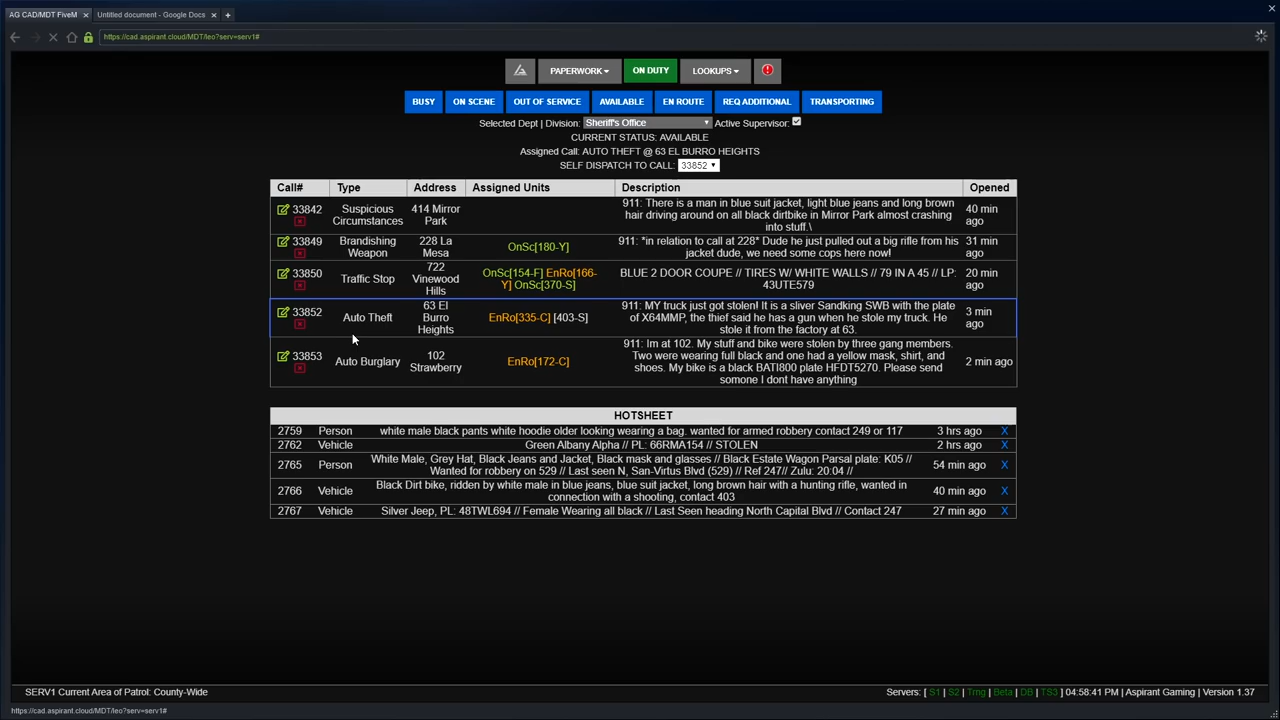 AG CAD/MDT FiveM
Untitled document - Google Docs
https://cad.aspirant.cloud/MDT/leo?serv=serv1#
PAPERWORK ON DUTY LOOKUPS
BUSY ON SCENE OUT OF SERVICE AVAILABLE EN ROUTE REQ ADDITIONAL TRANSPORTING
Selected Dept | Division: Sheriff's Office Active Supervisor:
CURRENT STATUS: AVAILABLE
Assigned Call: AUTO THEFT @ 63 EL BURRO HEIGHTS
SELF DISPATCH TO CALL: 33852
Call# Type Address Assigned Units Description Opened
33842
Suspicious
Circumstances
414 Mirror
Park
911: There is a man in blue suit jacket, light blue jeans and long brown
hair driving around on all black dirtbike in Mirror Park almost crashing
into stuff.\
40 min
ago
33849
Brandishing
Weapon
228 La
Mesa
OnSc[180-Y]
911: *in relation to call at 228* Dude he just pulled out a big rifle from his
jacket dude, we need some cops here now!
31 min
ago
33850
Traffic Stop
722
Vinewood
Hills
OnSc[154-F] EnRo[166-
Y] OnSc[370-S]
BLUE 2 DOOR COUPE // TIRES W/ WHITE WALLS // 79 IN A 45 // LP:
43UTE579
20 min
ago
33852
Auto Theft
63 El
Burro
Heights
EnRo[335-C] [403-S]
911: MY truck just got stolen! It is a sliver Sandking SWB with the plate
of X64MMP, the thief said he has a gun when he stole my truck. He
stole it from the factory at 63.
3 min
ago
33853
Auto Burglary
102
Strawberry
EnRo[172-C]
911: Im at 102. My stuff and bike were stolen by three gang members.
Two were wearing full black and one had a yellow mask, shirt, and
shoes. My bike is a black BATI800 plate HFDT5270. Please send
somone I dont have anything
2 min ago
HOTSHEET
2759 Person white male black pants white hoodie older looking wearing a bag. wanted for armed robbery contact 249 or 117 3 hrs ago X
2762 Vehicle Green Albany Alpha // PL: 66RMA154 // STOLEN 2 hrs ago X
2765 Person
White Male, Grey Hat, Black Jeans and Jacket, Black mask and glasses // Black Estate Wagon Parsal plate: K05 //
Wanted for robbery on 529 // Last seen N, San-Virtus Blvd (529) // Ref 247// Zulu: 20:04 //
54 min ago X
2766 Vehicle
Black Dirt bike, ridden by white male in blue jeans, blue suit jacket, long brown hair with a hunting rifle, wanted in
connection with a shooting, contact 403
40 min ago X
2767 Vehicle Silver Jeep, PL: 48TWL694 // Female Wearing all black // Last Seen heading North Capital Blvd // Contact 247 27 min ago X
SERV1 Current Area of Patrol: County-Wide
Servers: [ S1 | S2 | Trng | Beta | DB | TS3 ] 04:58:41 PM | Aspirant Gaming | Version 1.37
https://cad.aspirant.cloud/MDT/leo?serv=serv1#